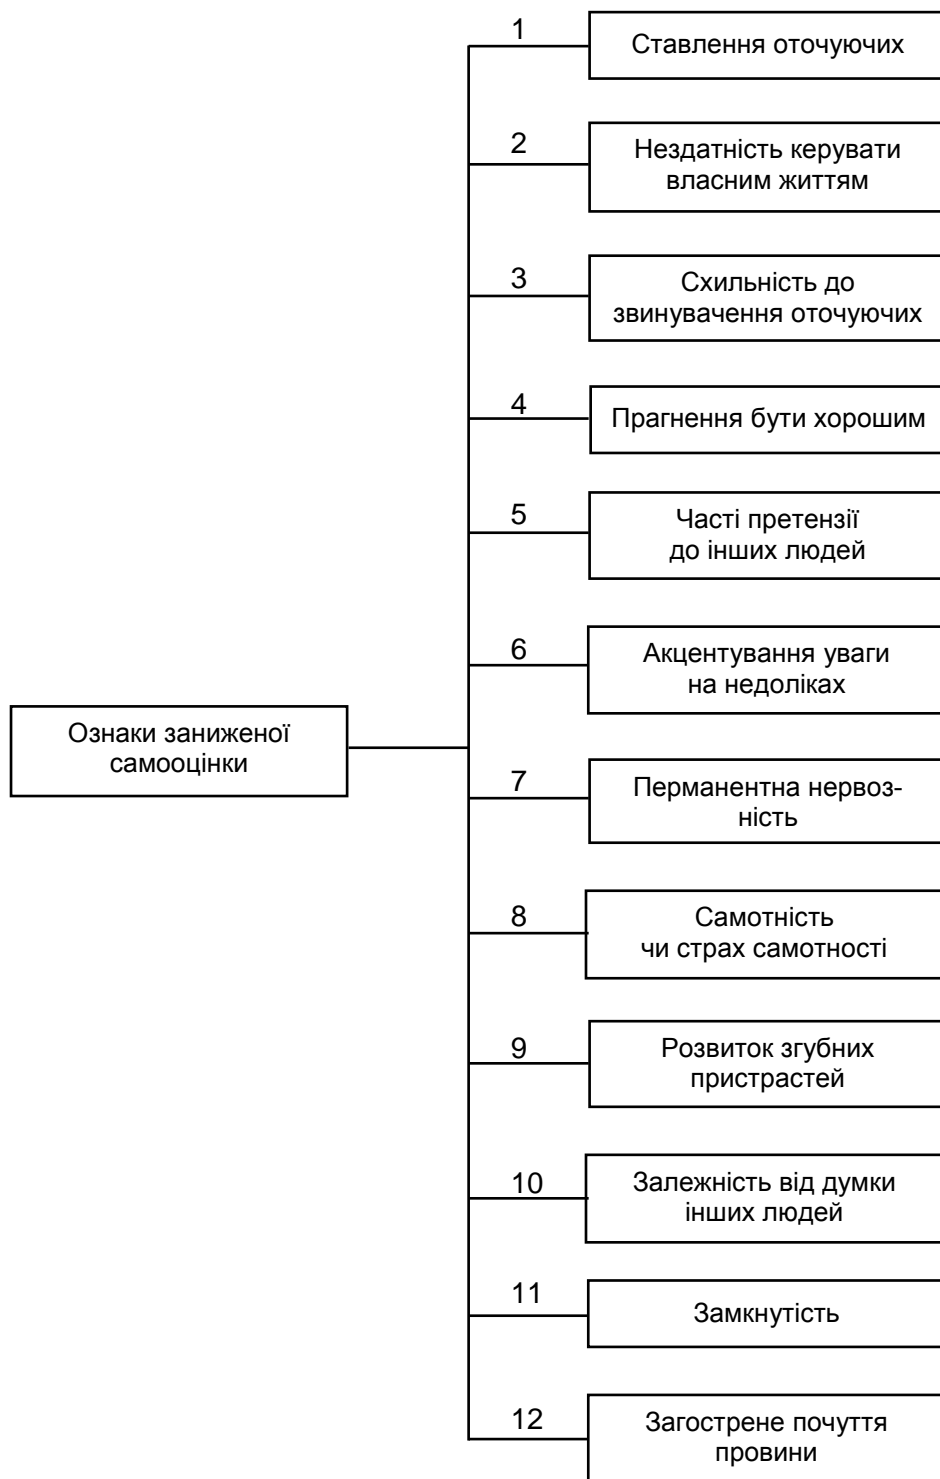 1
Ставлення оточуючих
2
Нездатність керувати
власним життям
3
Схильність до
звинувачення оточуючих
4
Прагнення бути хорошим
5
Часті претензії
до інших людей
6
Акцентування уваги
на недоліках
Ознаки заниженої
самооцінки
7
Перманентна нервоз-
ність
8
Самотність
чи страх самотності
9
Розвиток згубних
пристрастей
10
Залежність від думки
інших людей
11
Замкнутість
12
Загострене почуття
провини